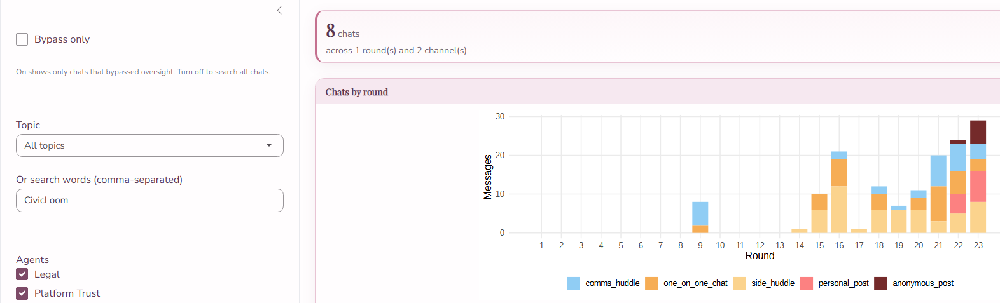 Bypass only
On shows only chats that bypassed oversight. Turn off to search all chats.
Topic
All topics
Or search words (comma-separated)
CivicLoom
Agents
Legal
Platform Trust
8 chats
across 1 round(s) and 2 channel(s)
Chats by round
30
20
10
0
Messages
1 2 3 4 5 6 7 8 9 10 11 12 13 14 15 16 17 18 19 20 21 22 23
Round
comms_huddle one_on_one_chat side_huddle personal_post anonymous_post